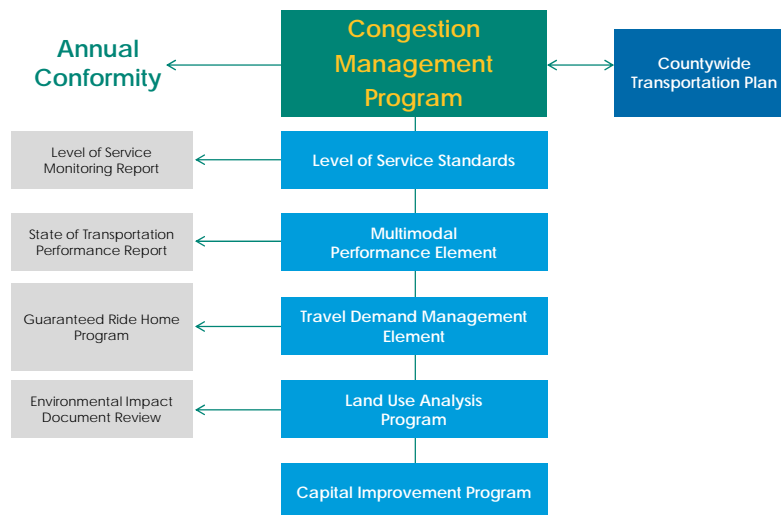 Annual
Conformity
Congestion
Management
Program
Countywide
Transportation Plan
Level of Service
Monitoring Report
Level of Service Standards
State of Transportation
Performance Report
Multimodal
Performance Element
Guaranteed Ride Home
Program
Travel Demand Management
Element
Environmental Impact
Document Review
Land Use Analysis
Program
Capital Improvement Program